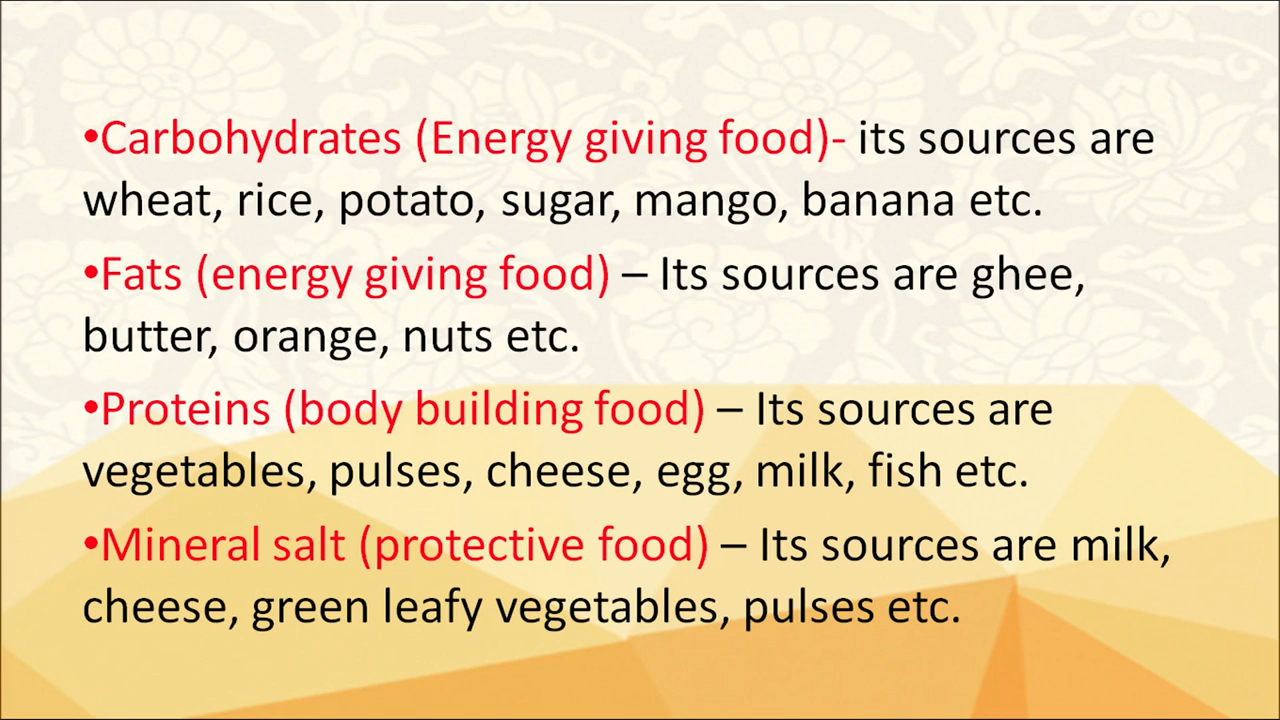 •Carbohydrates (Energy giving food)- its sources are
wheat, rice, potato, sugar, mango, banana etc.
•Fats (energy giving food) – Its sources are ghee,
butter, orange, nuts etc.
•Proteins (body building food) – Its sources are
vegetables, pulses, cheese, egg, milk, fish etc.
•Mineral salt (protective food) – Its sources are milk,
cheese, green leafy vegetables, pulses etc.